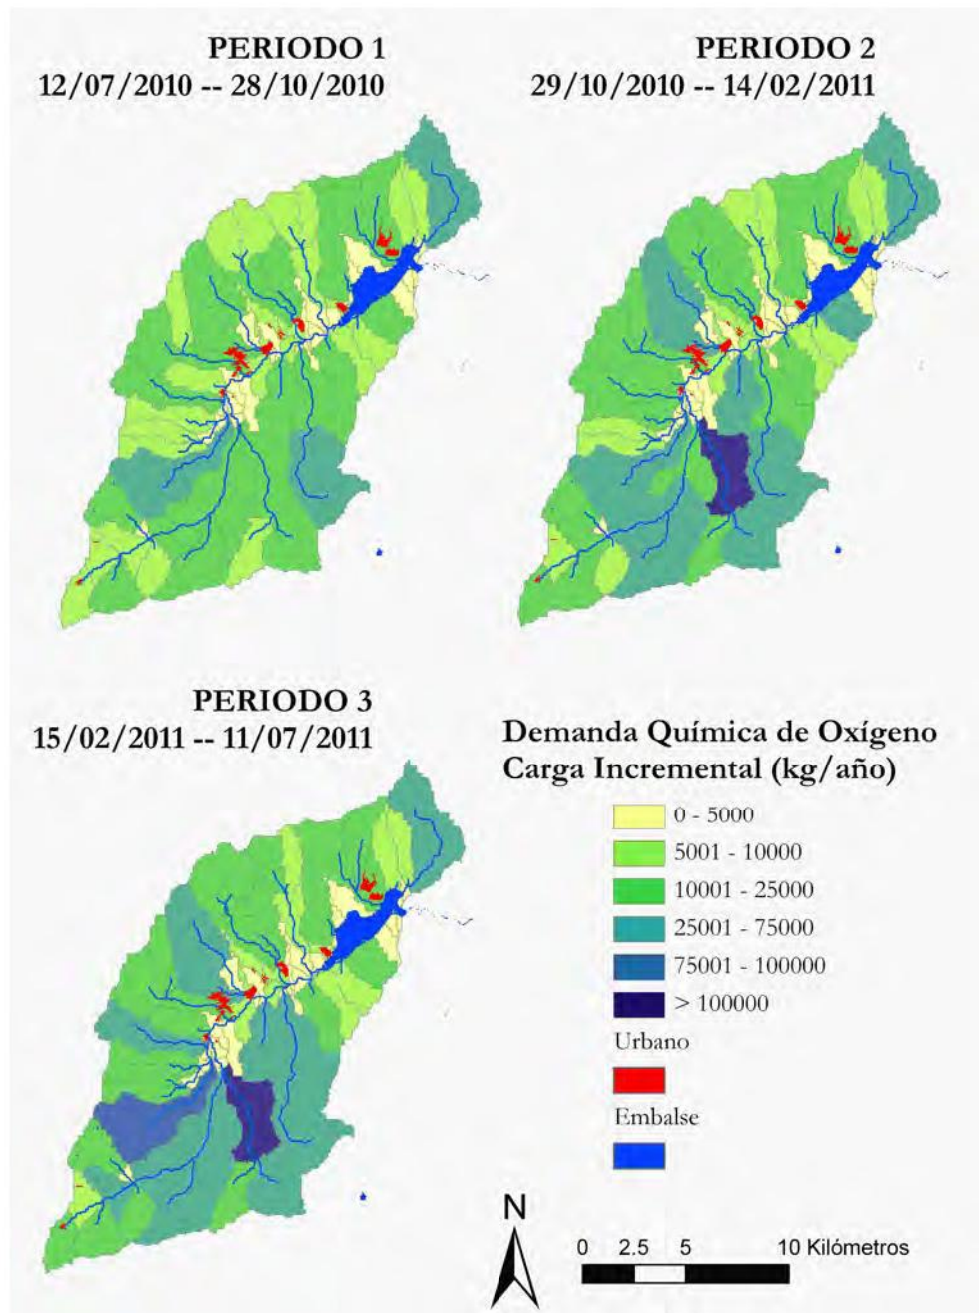 PERIODO 1
12/07/2010 -- 28/10/2010
PERIODO 2
29/10/2010 -- 14/02/2011
PERIODO 3
15/02/2011 -- 11/07/2011
Demanda Química de Oxígeno
Carga Incremental (kg/año)
0 - 5000
5001 - 10000
10001 - 25000
25001 - 75000
75001 - 100000
> 100000
Urbano
Embalse
N
0 2.5 5 10 Kilómetros